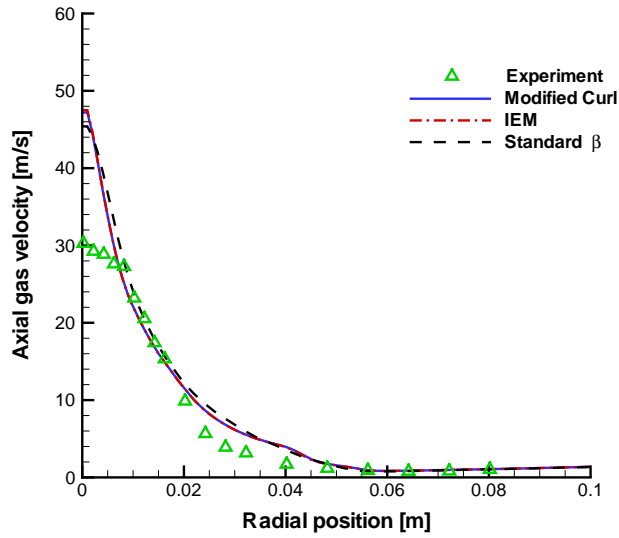 60
50
40
30
20
10
0
Axial gas velocity [m/s]
Experiment
Modified Curl
IEM
Standard β
0 0.02 0.04 0.06 0.08 0.1
Radial position [m]